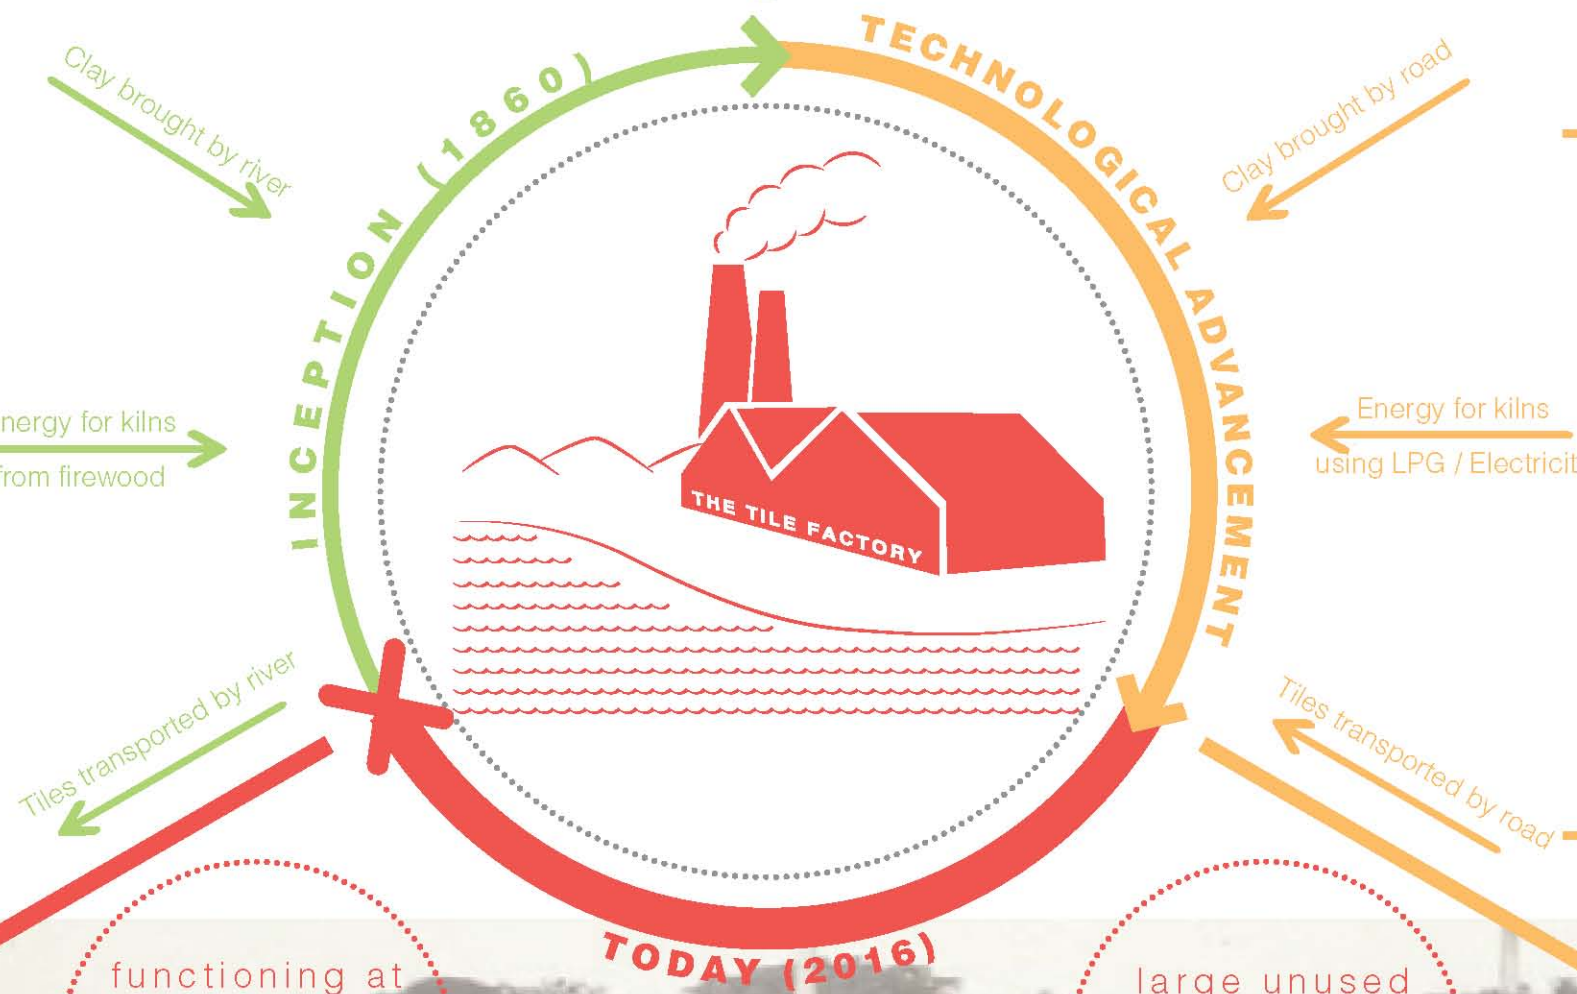 Clay brought by river
INCEPTION (1860)
TECHNOLOGICAL ADVANCEMENT
Clay brought by road
nergy for kilns
from firewood
Energy for kilns
using LPG / Electricit
THE TILE FACTORY
Tiles transported by river
Tiles transported by road
TODAY (2016)
functioning at
large unused